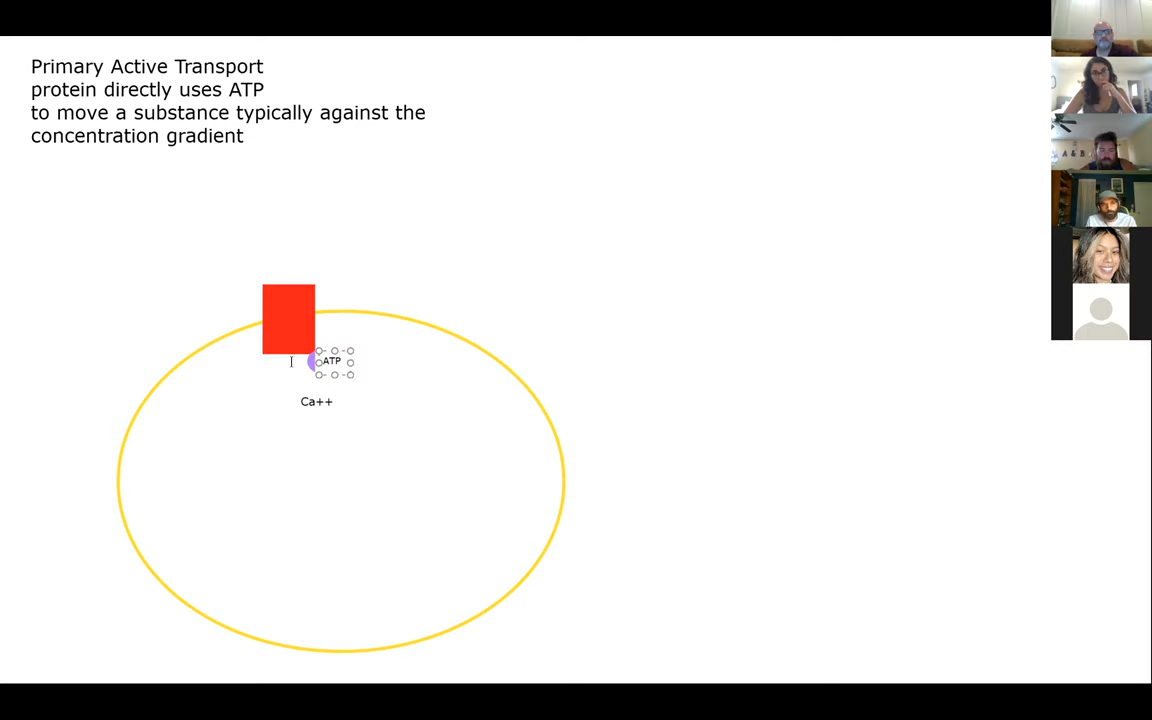 Primary Active Transport
protein directly uses ATP
to move a substance typically against the
concentration gradient
ATP
Ca++